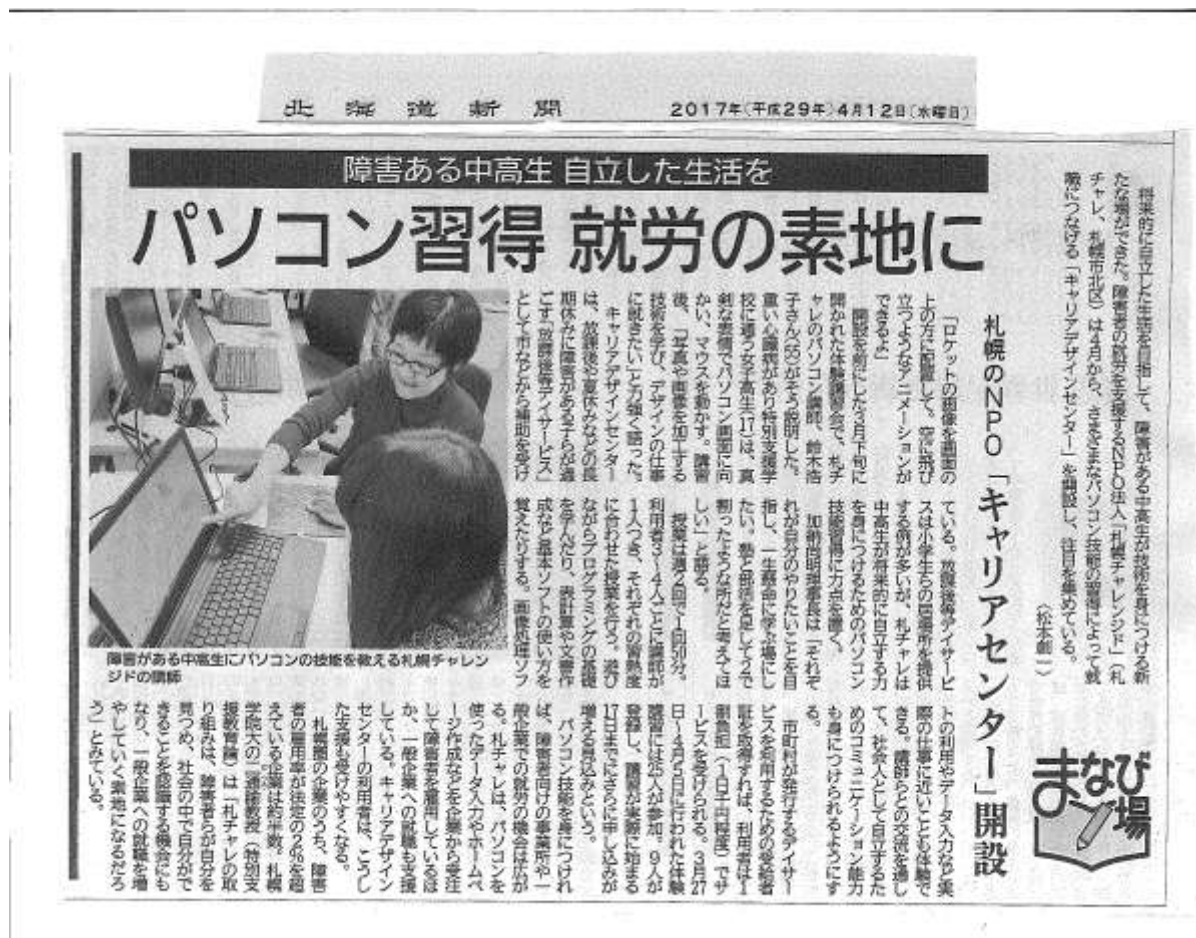 北海道新聞
2017年(平成29年)4月12日(水曜日)
障害ある中高生 自立した生活を
パソコン習得 就労の素地に
将来的に自立した生活を目指して、障害がある中高生が技術を身につける新
たな場ができた。障害者の就労を支援するNPO法人「札幌チャレンジド」(札
チャレ、札幌市北区)は4月から、さまざまなパソコン技能の習得によって就
職につなげる「キャリアデザインセンター」を開設し、注目を集めている。
(松本創一)
まなび場
札幌のNPO「キャリアセンター」開設
「ロケットの画像を画面の
上の方に配置して。空に飛び
立つようなアニメーションが
できるよ」
開設を前にした3月下旬に
開かれた体験講習会で、札チ
ャレのパソコン講師、鈴木浩
子さん(55)がそう説明した。
重い心臓病があり特別支援学
校に通う女子高生(17)は、真
剣な表情でパソコン画面に向
かい、マウスを動かす。講習
後、「写真や画像を加工する
技術を学び、デザインの仕事
に就きたい」と力強く語った。
キャリアデザインセンター
は、放課後や夏休みなどの長
期休みに障害がある子らが過
ごす「放課後等デイサービス」
として市などから補助を受け
ている。放課後等デイサービ
スは小学生らの居場所を提供
する例が多いが、札チャレは
中高生が将来的に自立する力
を身につけるためのパソコン
技能習得に力点を置く。
加納尚明理事長は「それぞ
れが自分のやりたいことを目
指し、一生懸命に学ぶ場にし
たい。塾と部活を足して2で
割ったような所だと考えてほ
しい」と語る。
授業は週2回で1回50分。
利用者3~4人ごとに講師が
1人つき、それぞれの習熟度
に合わせた授業を行う。遊び
ながらプログラミングの基礎
を学んだり、表計算や文書作
成など基本ソフトの使い方を
覚えたりする。画像処理ソフ
トの利用やデータ入力など実
際の仕事に近いことも体験で
きる。講師らとの交流を通し
て、社会人として自立するた
めのコミュニケーション能力
も身につけられるようにす
る。
市町村が発行するデイサー
ビスを利用するための受給者
証を取得すれば、利用者は1
割負担(1日千円程度)でサ
ービスを受けられる。3月27
日~4月5日に行われた体験
講習には15人が参加。9人が
登録し、講習が実際に始まる
17日までにさらに申し込みが
増える見込みという。
パソコン技能を身につけれ
ば、障害者向けの事業所や一
般企業での就労の機会は広が
る。札チャレは、パソコンを
使ったデータ入力やホームペ
ージ作成などを企業から受注
して障害者を雇用しているほ
か、一般企業への就職も支援
している。キャリアデザイン
センターの利用者は、こうし
た支援も受けやすくなる。
札幌圏の企業のうち、障害
者の雇用率が法定の2%を超
えている企業は約半数。札幌
学院大の二通諭教授(特別支
援教育論)は「札チャレの取
り組みは、障害者らが自分を
見つめ、社会の中で自分がで
きることを認識する機会にも
なり、一般企業への就職を増
やしていく素地になるだろ
う」とみている。
障害がある中高生にパソコンの技能を教える札幌チャレン
ジドの講師